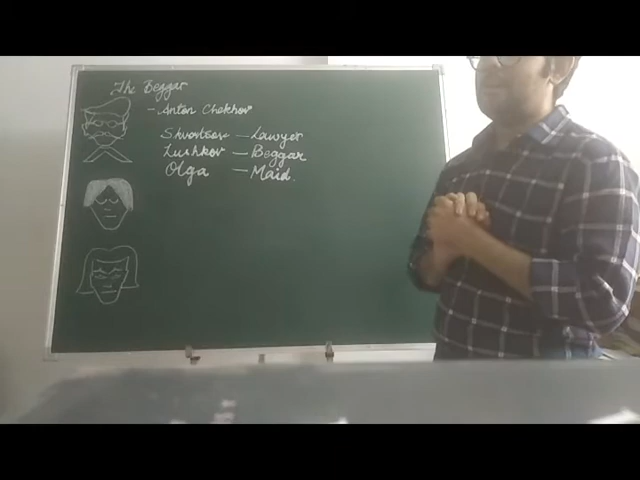 The Beggar
- Anton Chekhov
Skvortsov - Lawyer
Lushkov - Beggar
Olga - Maid.